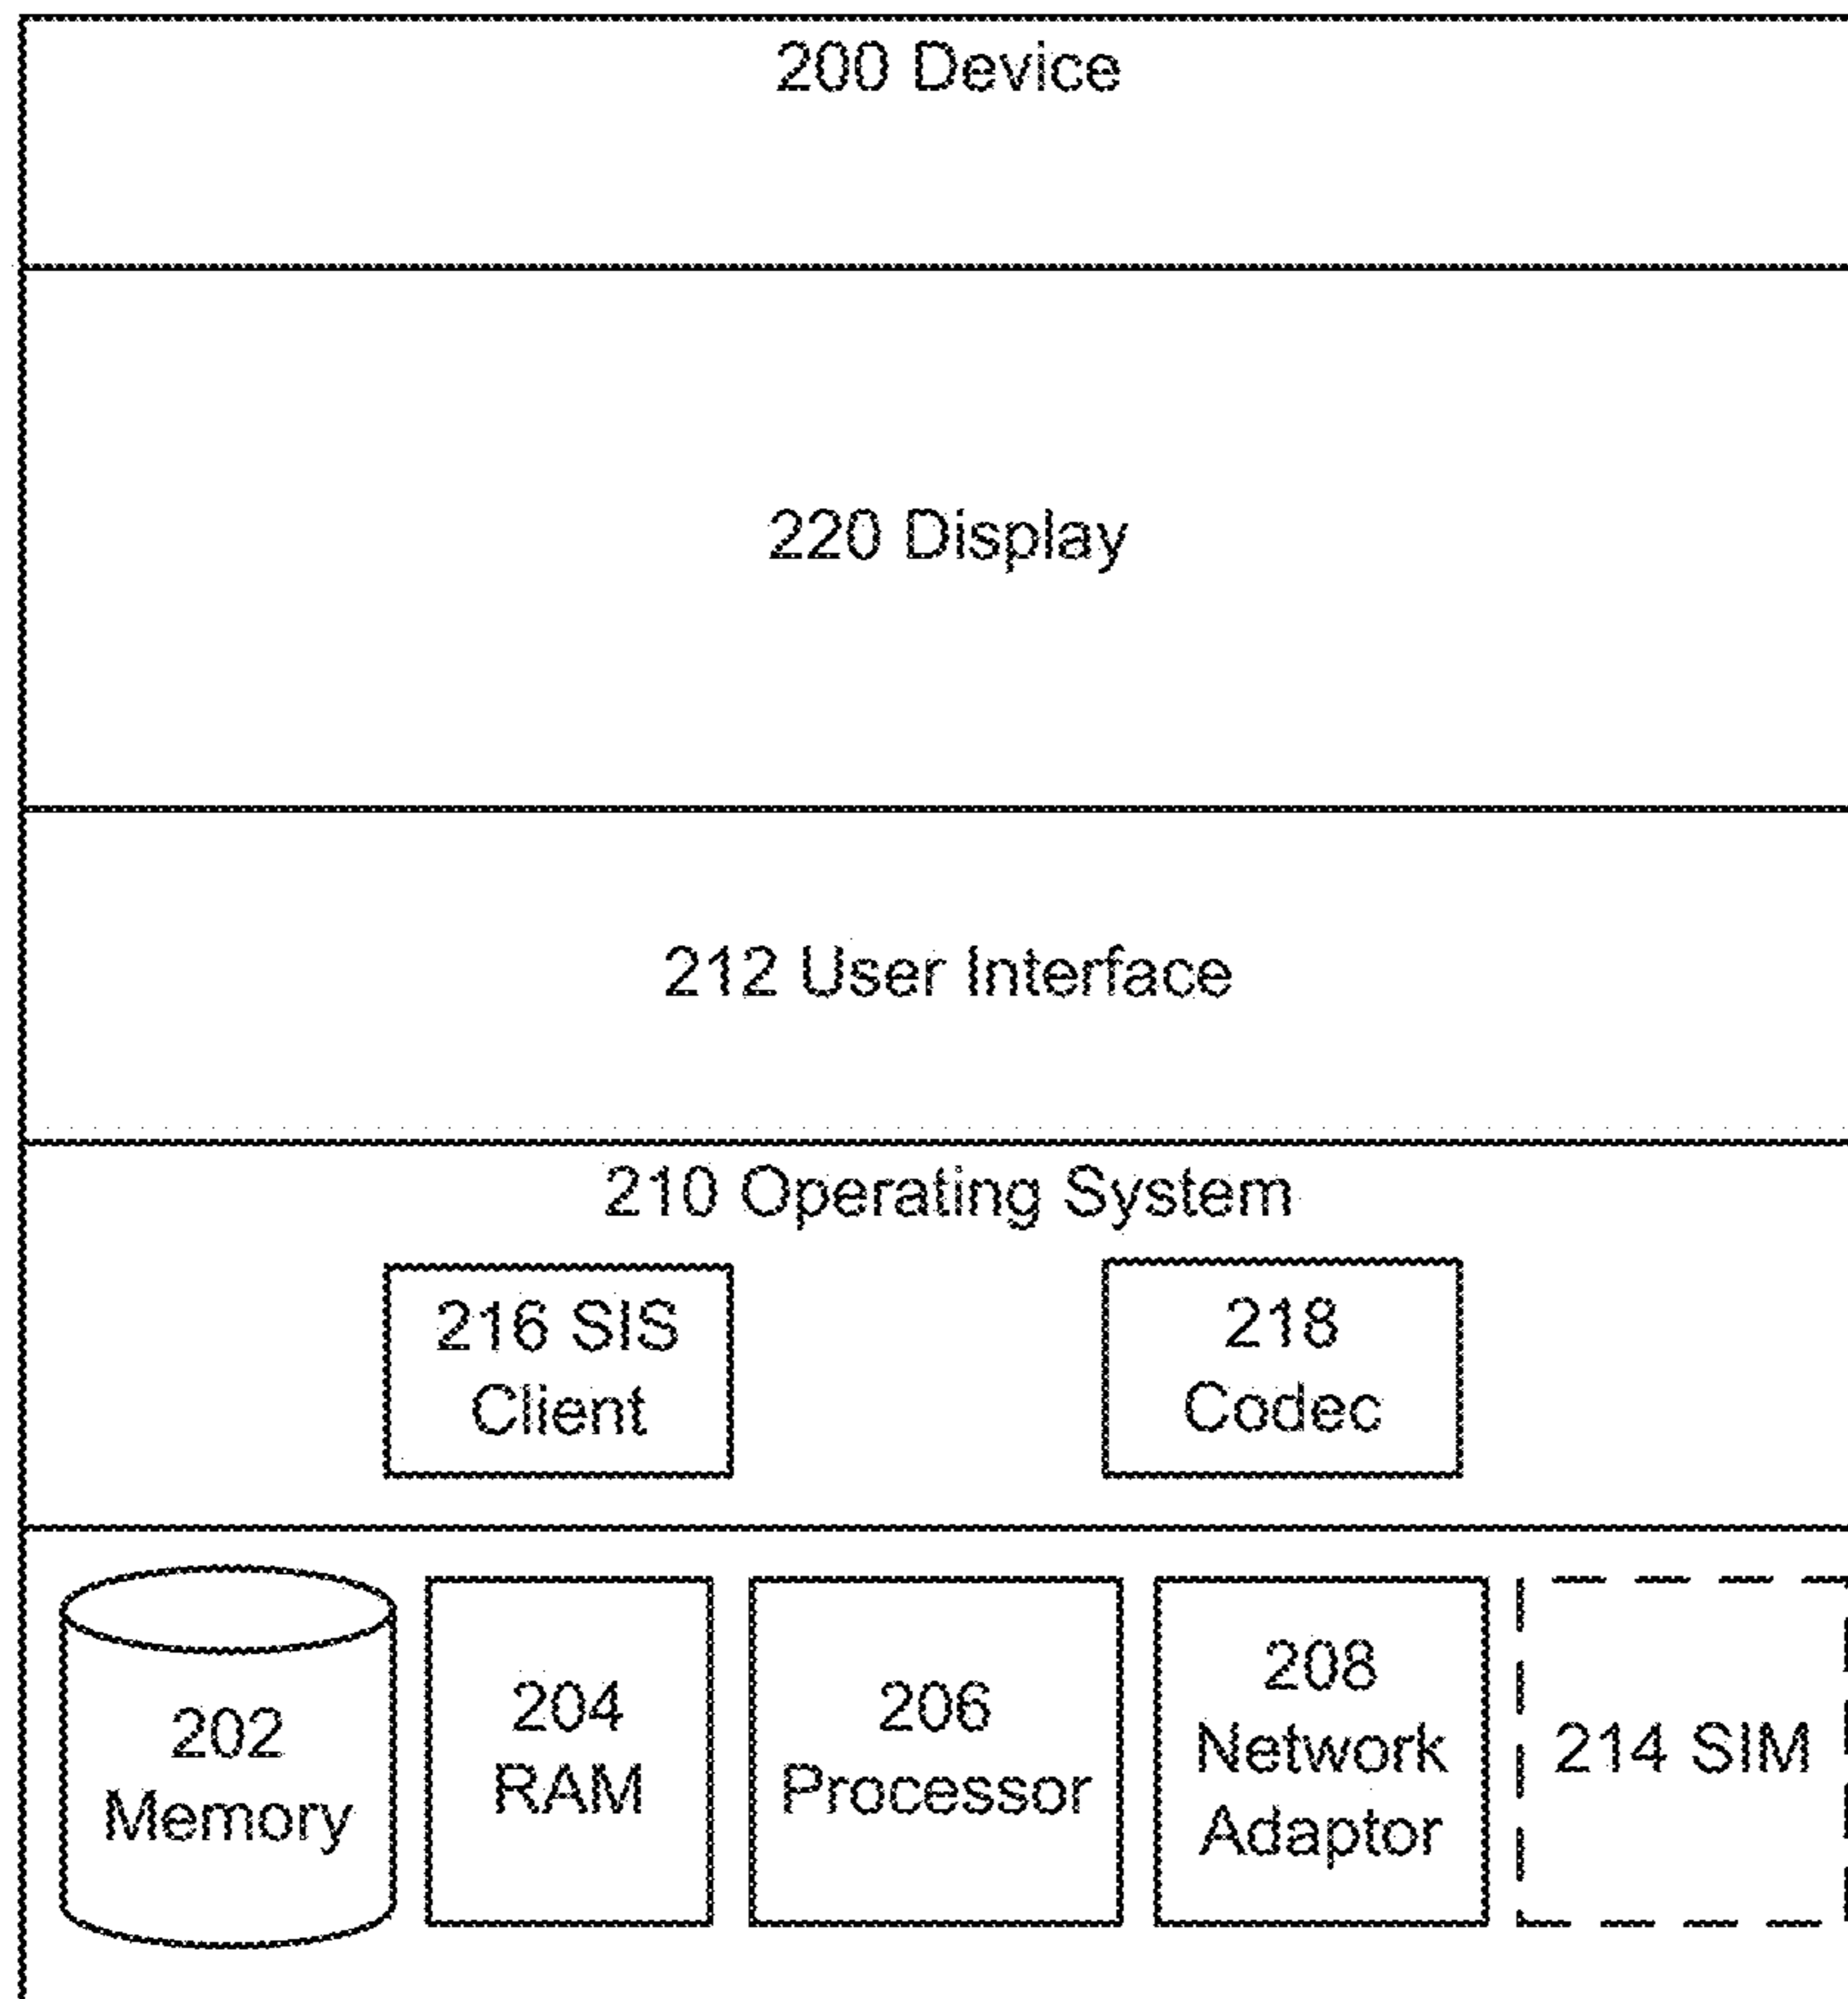 200 Device
220 Display
212 User Interface
210 Operating System
216 SIS
Client
218
Codec
202
Memory
204
RAM
206
Processor
208
Network
Adaptor
214 SIM